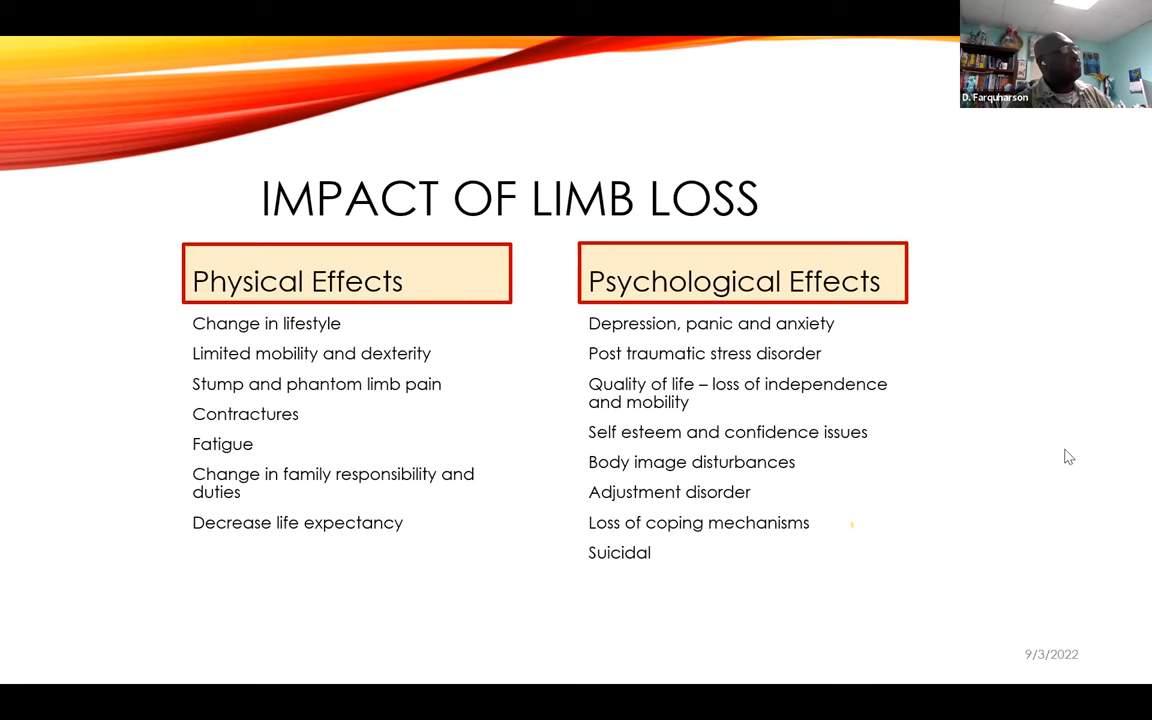 D. Farquharson
IMPACT OF LIMB LOSS
Physical Effects
Change in lifestyle
Limited mobility and dexterity
Stump and phantom limb pain
Contractures
Fatigue
Change in family responsibility and
duties
Decrease life expectancy
Psychological Effects
Depression, panic and anxiety
Post traumatic stress disorder
Quality of life – loss of independence
and mobility
Self esteem and confidence issues
Body image disturbances
Adjustment disorder
Loss of coping mechanisms
Suicidal
9/3/2022